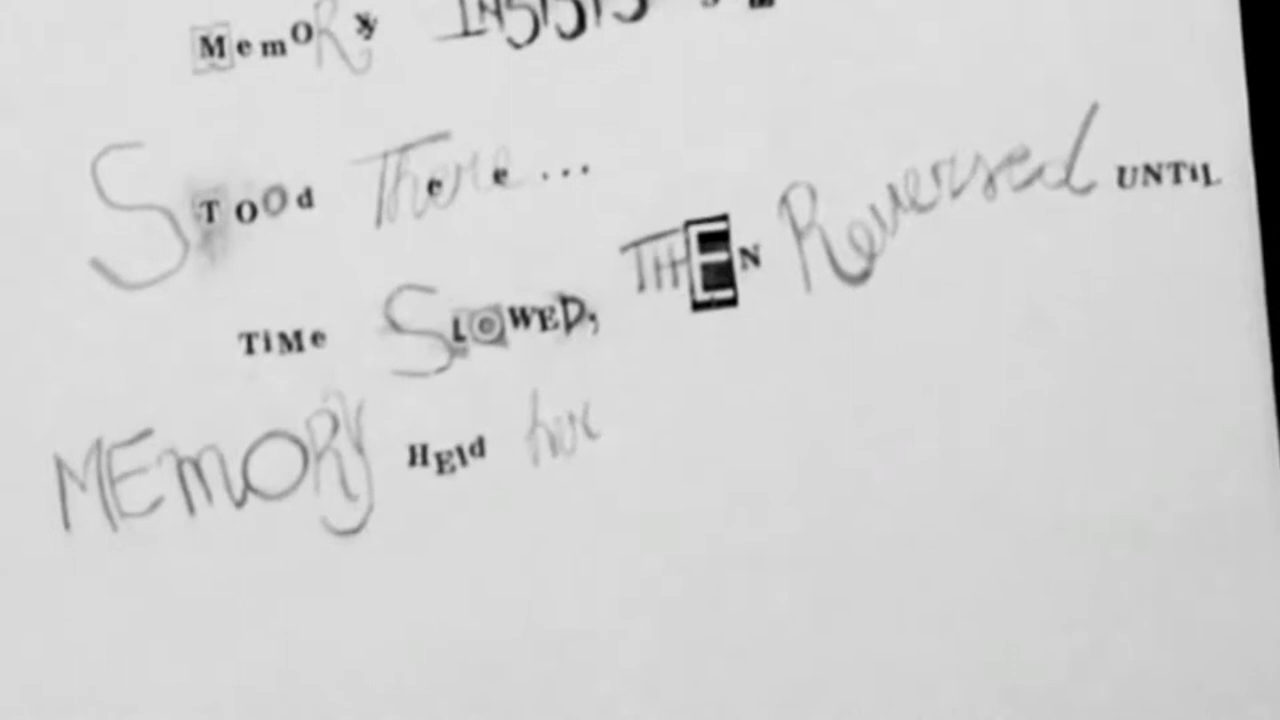 MemORy INSISTS
STOOd There...
TiMe SLOWED, THEN Reversed UNTiL
MEmORy HEld her